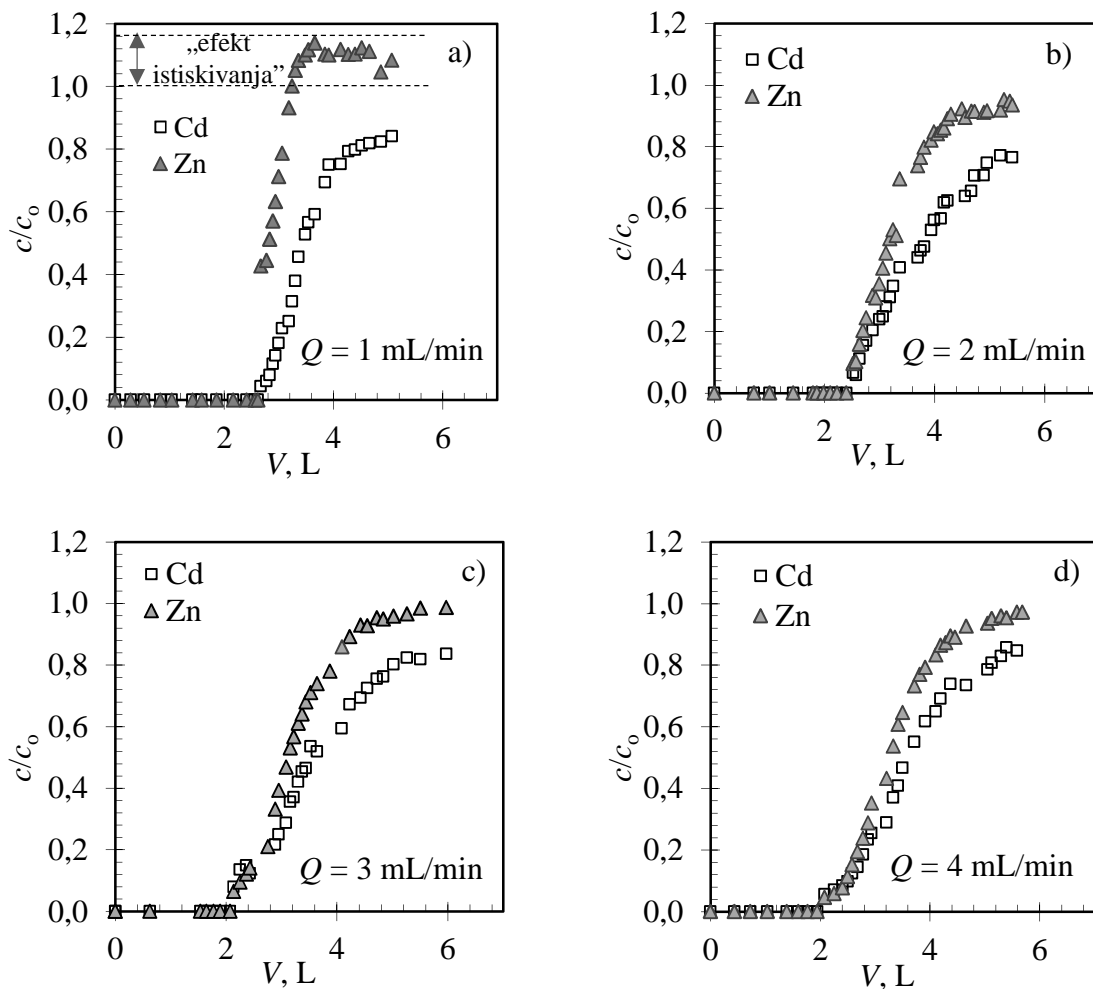 1,2
1,0
0,8
0,6
0,4
0,2
0,0
c/co
„efekt
istiskivanja”
a)
Cd
Zn
Q = 1 mL/min
0 2 4 6
V, L
1,2
1,0
0,8
0,6
0,4
0,2
0,0
c/co
b)
Cd
Zn
Q = 2 mL/min
0 2 4 6
V, L
1,2
1,0
0,8
0,6
0,4
0,2
0,0
c/co
c)
Cd
Zn
Q = 3 mL/min
0 2 4 6
V, L
1,2
1,0
0,8
0,6
0,4
0,2
0,0
c/co
d)
Cd
Zn
Q = 4 mL/min
0 2 4 6
V, L